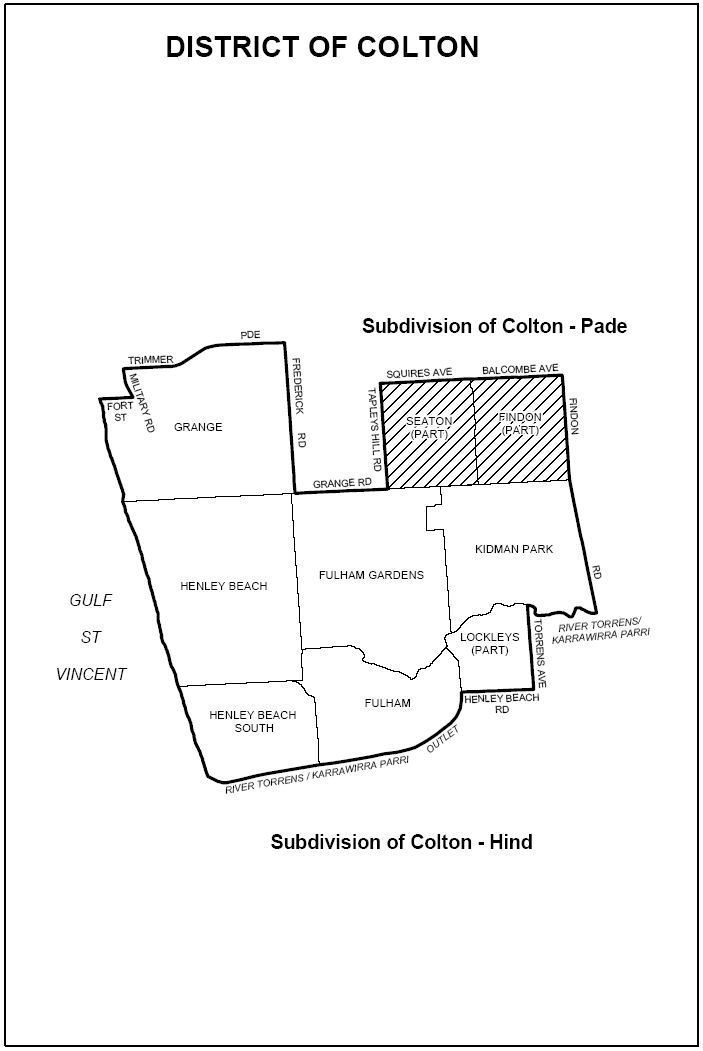 DISTRICT OF COLTON
Subdivision of Colton - Pade
PDE
TRIMMER
MILITARY RD
FORT
ST
GRANGE
FREDERICK RD
SQUIRES AVE
BALCOMBE AVE
TAPLEYS HILL RD
SEATON
(PART)
FINDON
(PART)
FINDON RD
GRANGE RD
KIDMAN PARK
FULHAM GARDENS
HENLEY BEACH
GULF
ST
VINCENT
LOCKLEYS
(PART)
TORRENS AVE
RIVER TORRENS/
KARRAWIRRA PARRI
HENLEY BEACH
RD
FULHAM
HENLEY BEACH
SOUTH
OUTLET
RIVER TORRENS / KARRAWIRRA PARRI
Subdivision of Colton - Hind